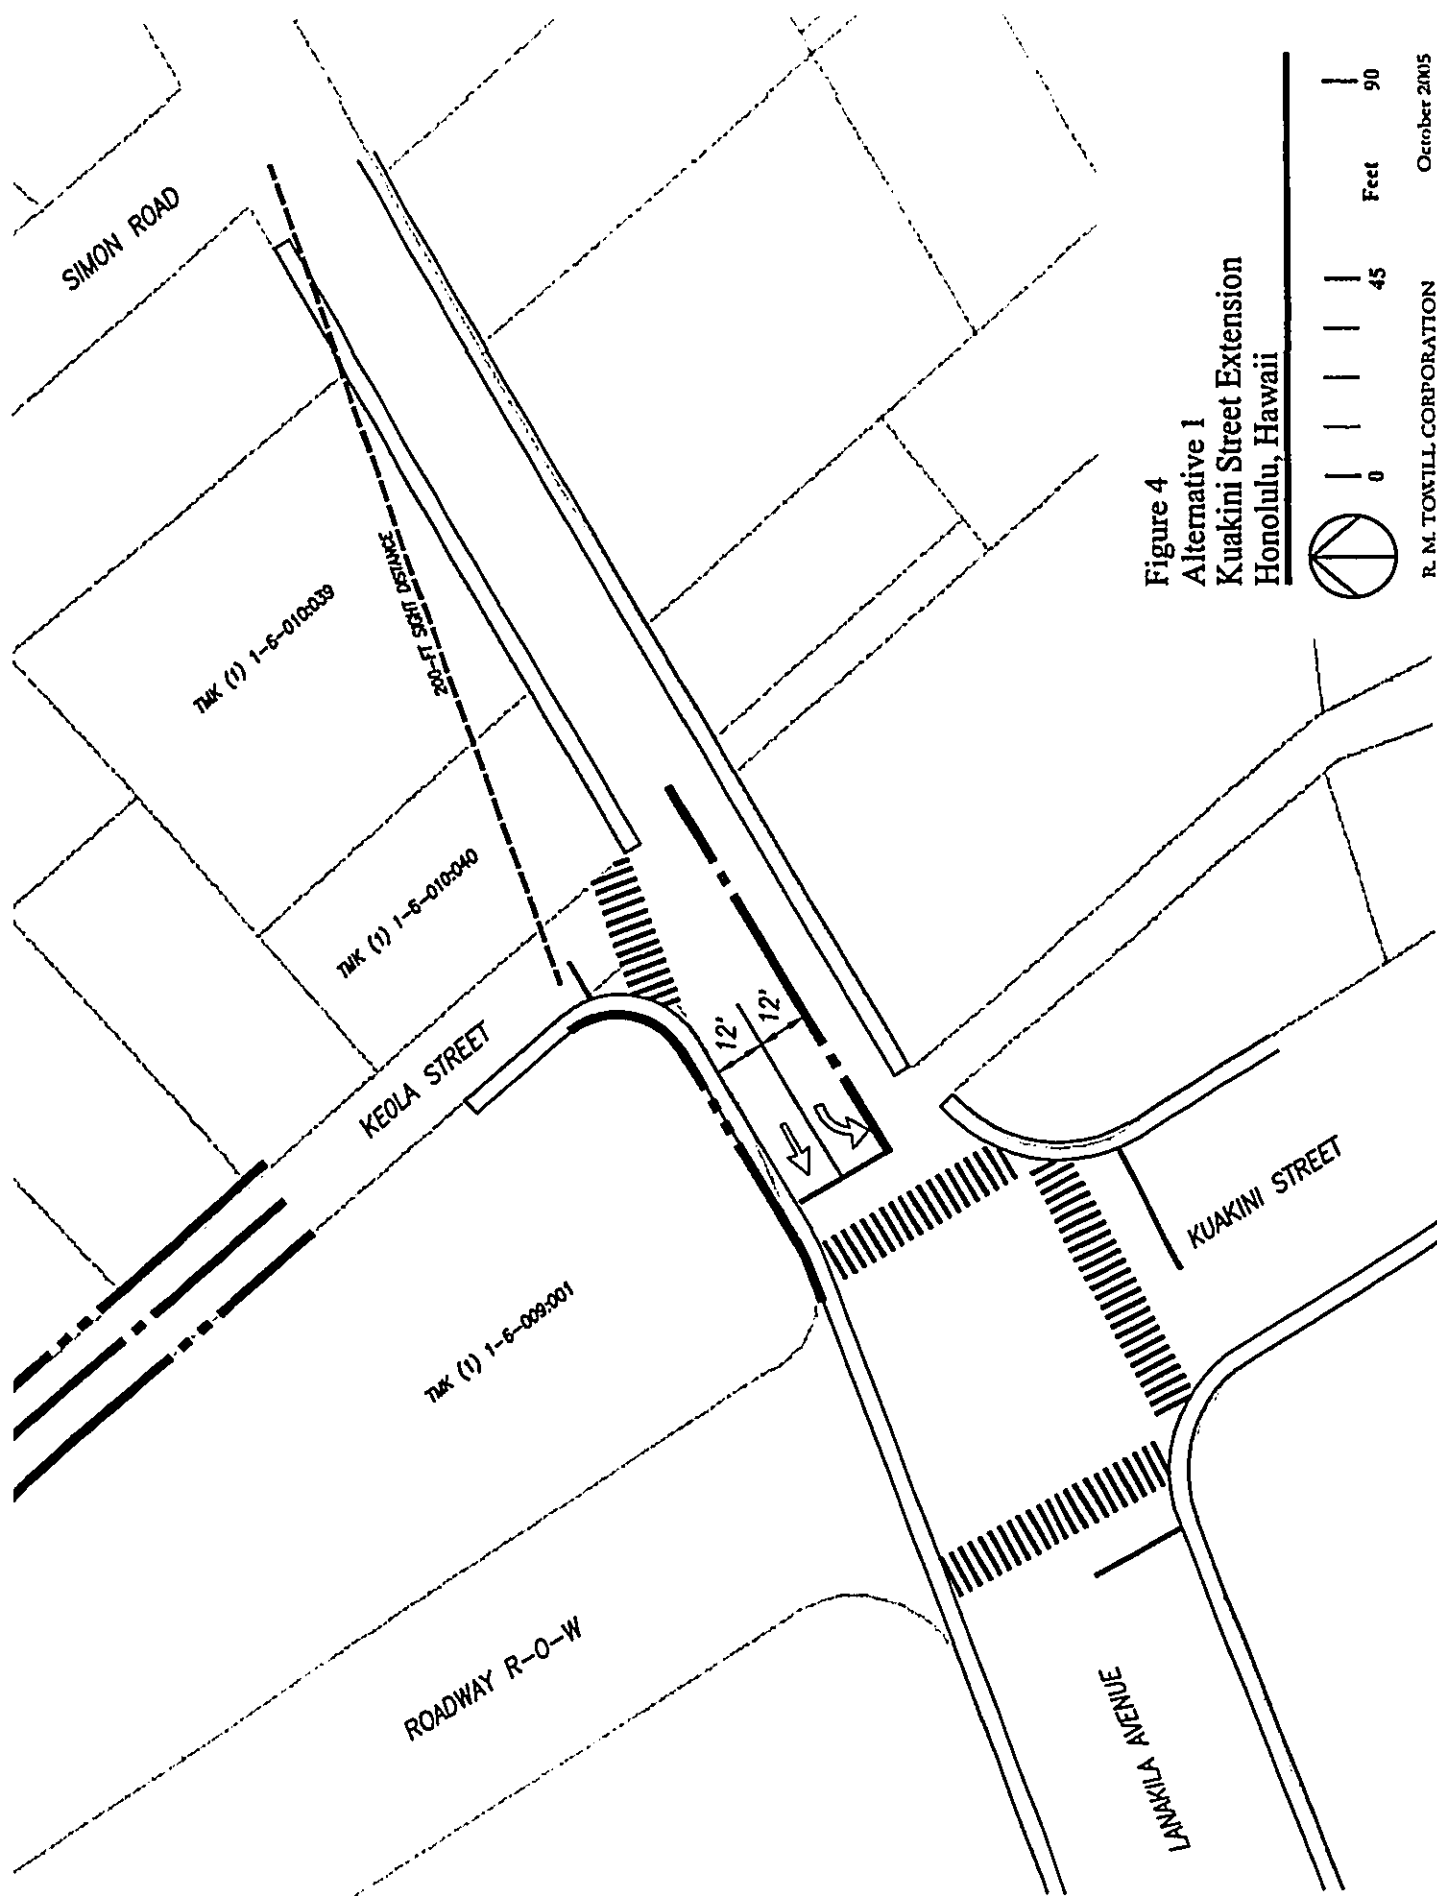 SIMON ROAD
TMK (1) 1-6-010:039
200-FT SIGHT DISTANCE
TMK (1) 1-6-010:040
KEOLA STREET
12'
12'
TMK (1) 1-6-009:001
KUAKINI STREET
ROADWAY R-O-W
LANAKILA AVENUE
Figure 4
Alternative 1
Kuakini Street Extension
Honolulu, Hawaii
0 45 Feet 90
R. M. TOWILL CORPORATION October 2005